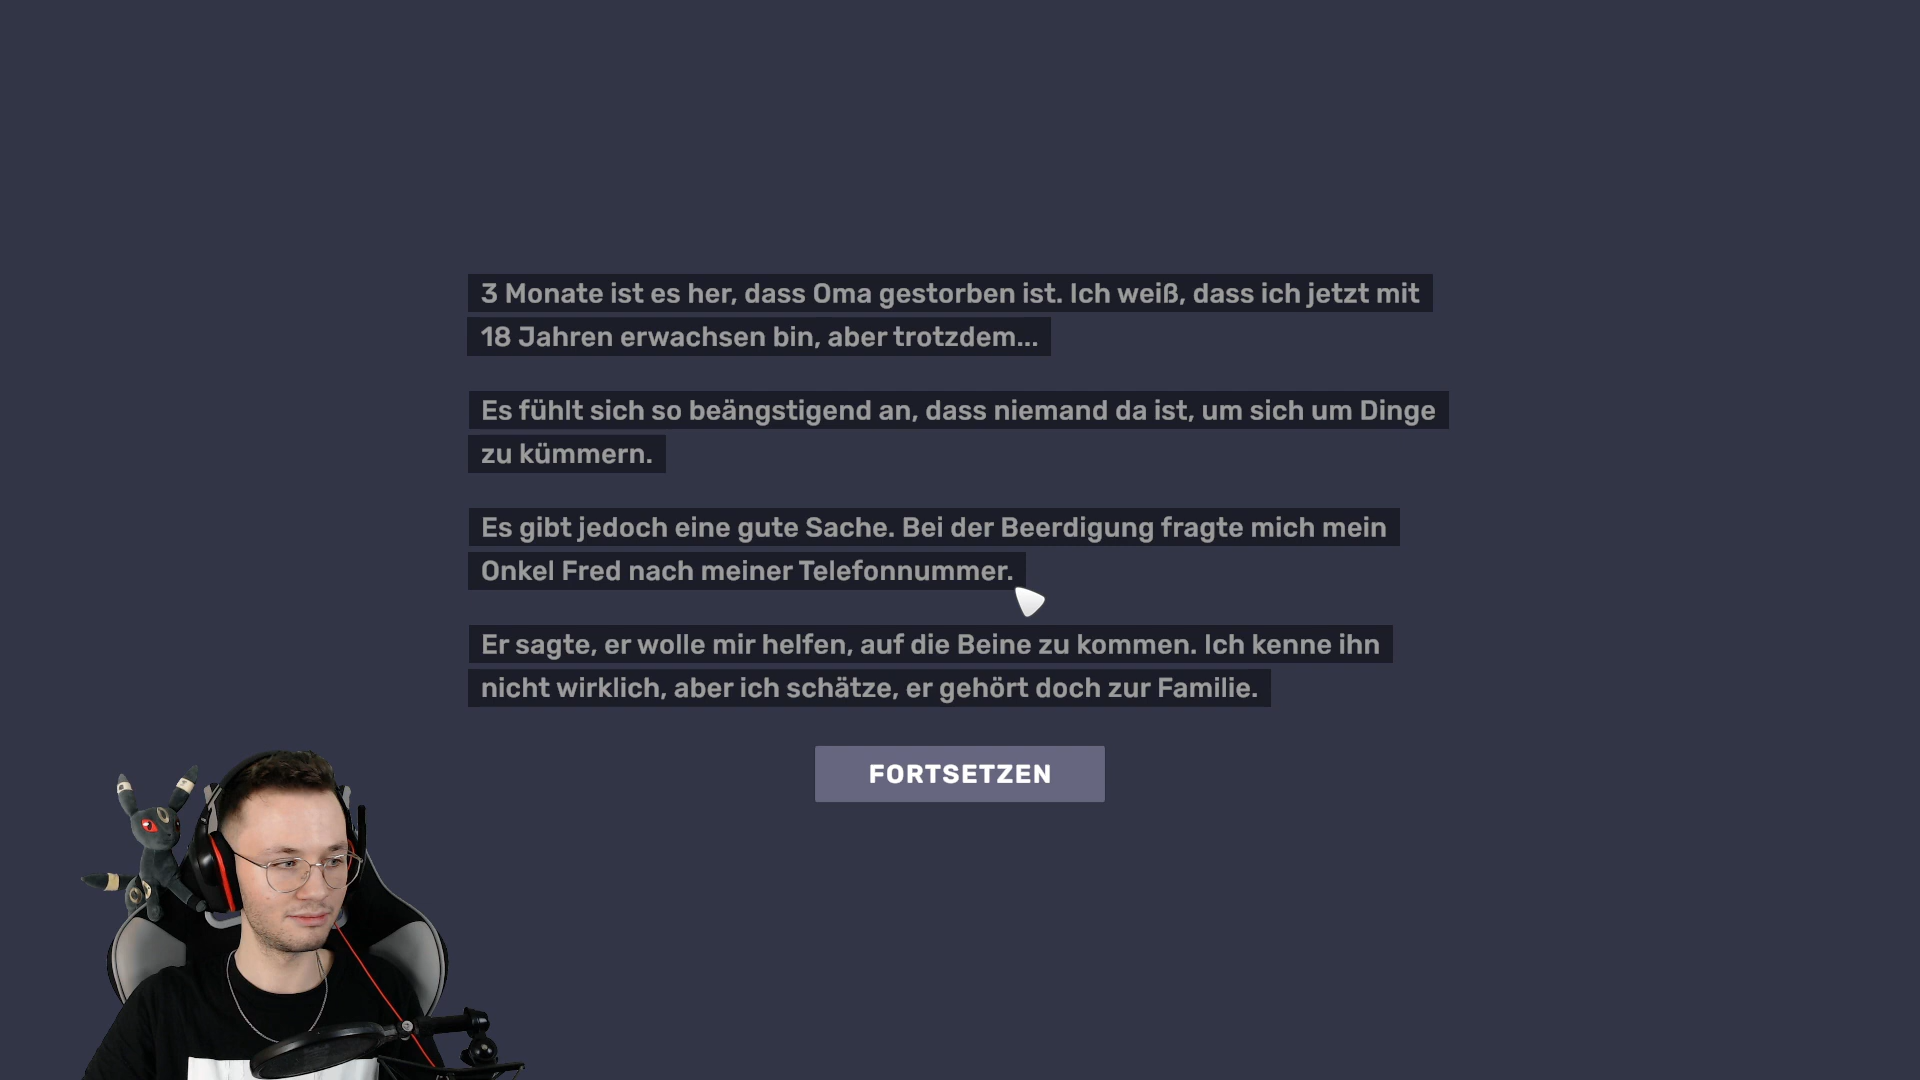 3 Monate ist es her, dass Oma gestorben ist. Ich weiß, dass ich jetzt mit
18 Jahren erwachsen bin, aber trotzdem...
Es fühlt sich so beängstigend an, dass niemand da ist, um sich um Dinge
zu kümmern.
Es gibt jedoch eine gute Sache. Bei der Beerdigung fragte mich mein
Onkel Fred nach meiner Telefonnummer.
Er sagte, er wolle mir helfen, auf die Beine zu kommen. Ich kenne ihn
nicht wirklich, aber ich schätze, er gehört doch zur Familie.
FORTSETZEN